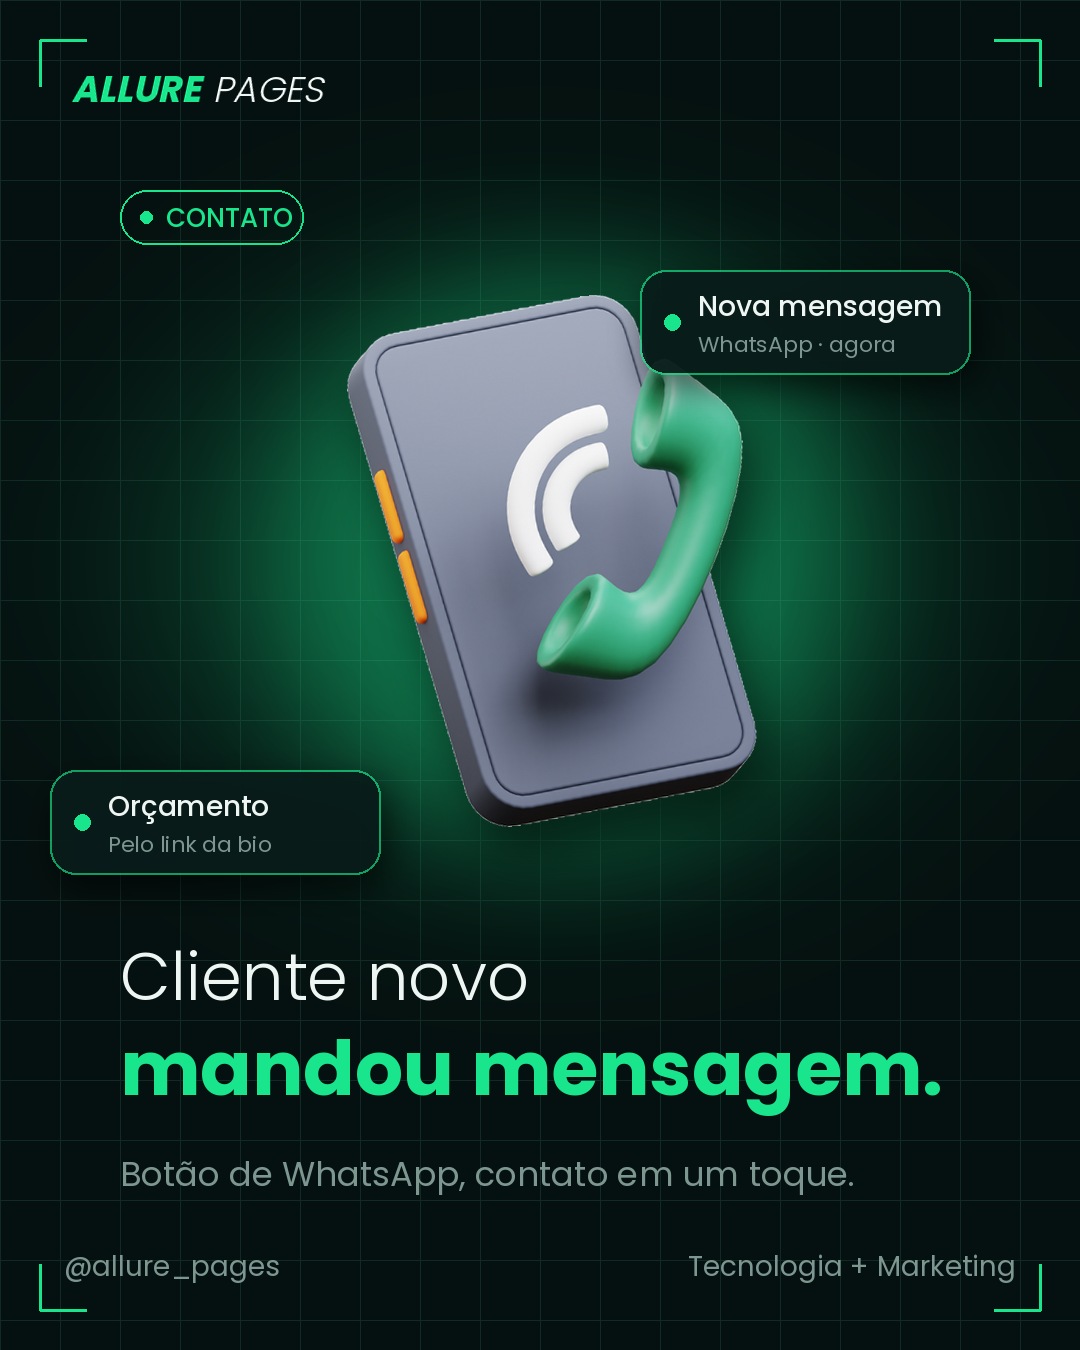 ALLURE PAGES
CONTATO
Nova mensagem
WhatsApp · agora
Orçamento
Pelo link da bio
Cliente novo
mandou mensagem.
Botão de WhatsApp, contato em um toque.
@allure_pages
Tecnologia + Marketing